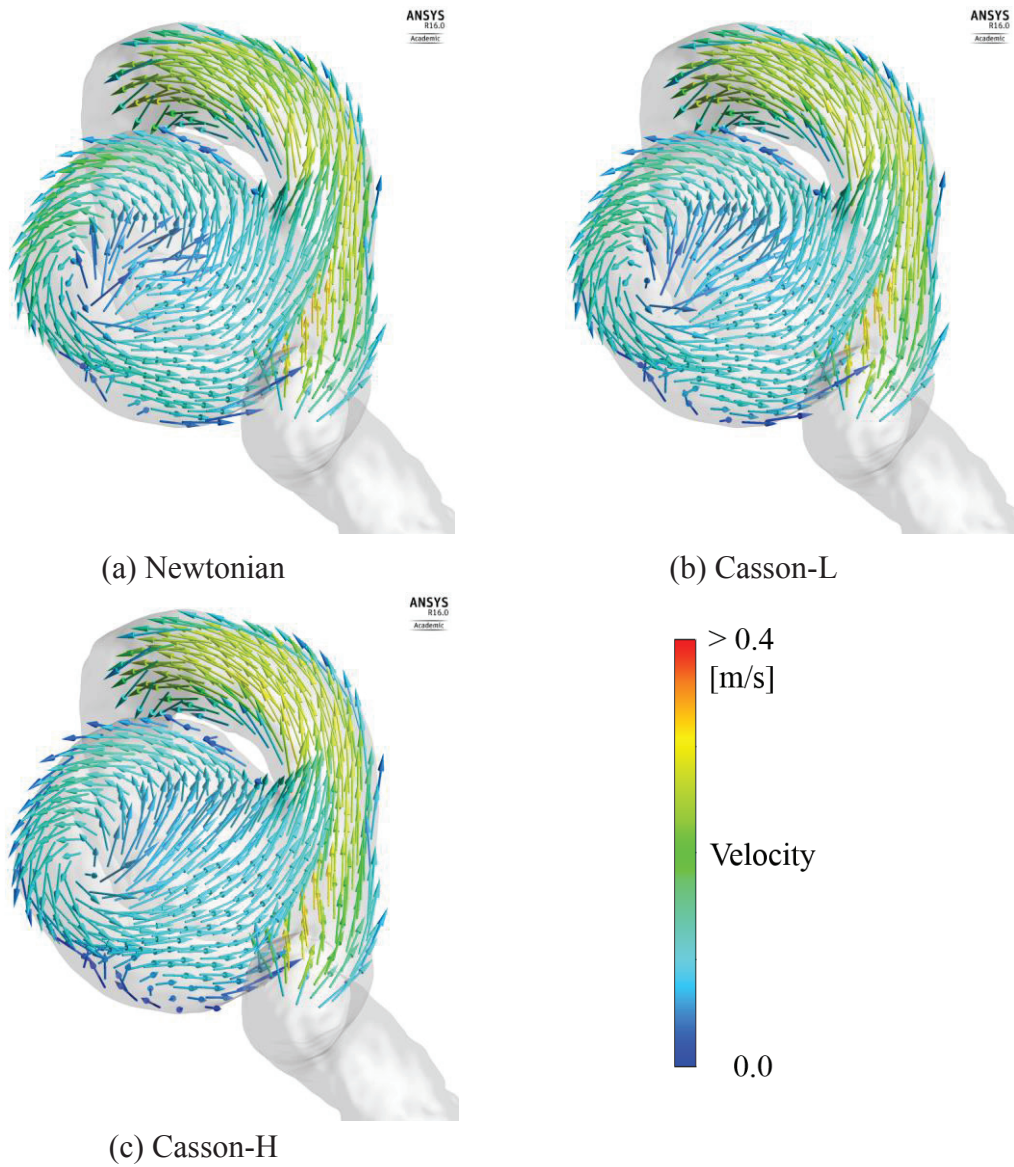 ANSYS
R16.0
Academic
ANSYS
R16.0
Academic
(a) Newtonian
(b) Casson-L
ANSYS
R16.0
Academic
> 0.4
[m/s]
Velocity
0.0
(c) Casson-H